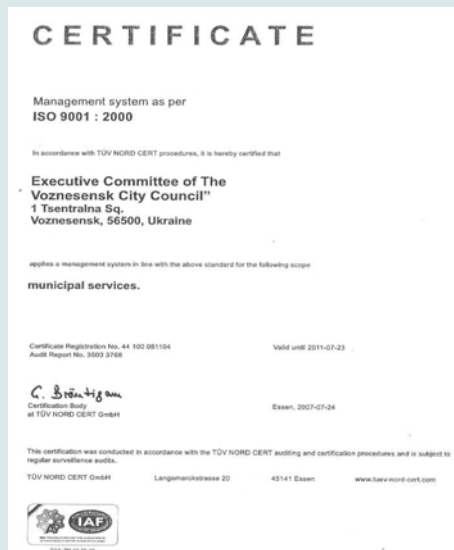 CERTIFICATE
Management system as per
ISO 9001 : 2000
In accordance with TÜV NORD CERT procedures, it is hereby certified that
Executive Committee of The
Voznesensk City Council"
1 Tsentralna Sq.
Voznesensk, 56500, Ukraine
applies a management system in line with the above standard for the following scope
municipal services.
Certificate Registration No. 44 100 081104 Valid until 2011-07-23
Audit Report No. 3503 3768
G. Bräutigam
Certification Body
at TÜV NORD CERT GmbH Essen, 2007-07-24
This certification was conducted in accordance with the TÜV NORD CERT auditing and certification procedures and is subject to
regular surveillance audits.
TÜV NORD CERT GmbH Langemarckstrasse 20 45141 Essen www.tuev-nord-cert.com
IAF